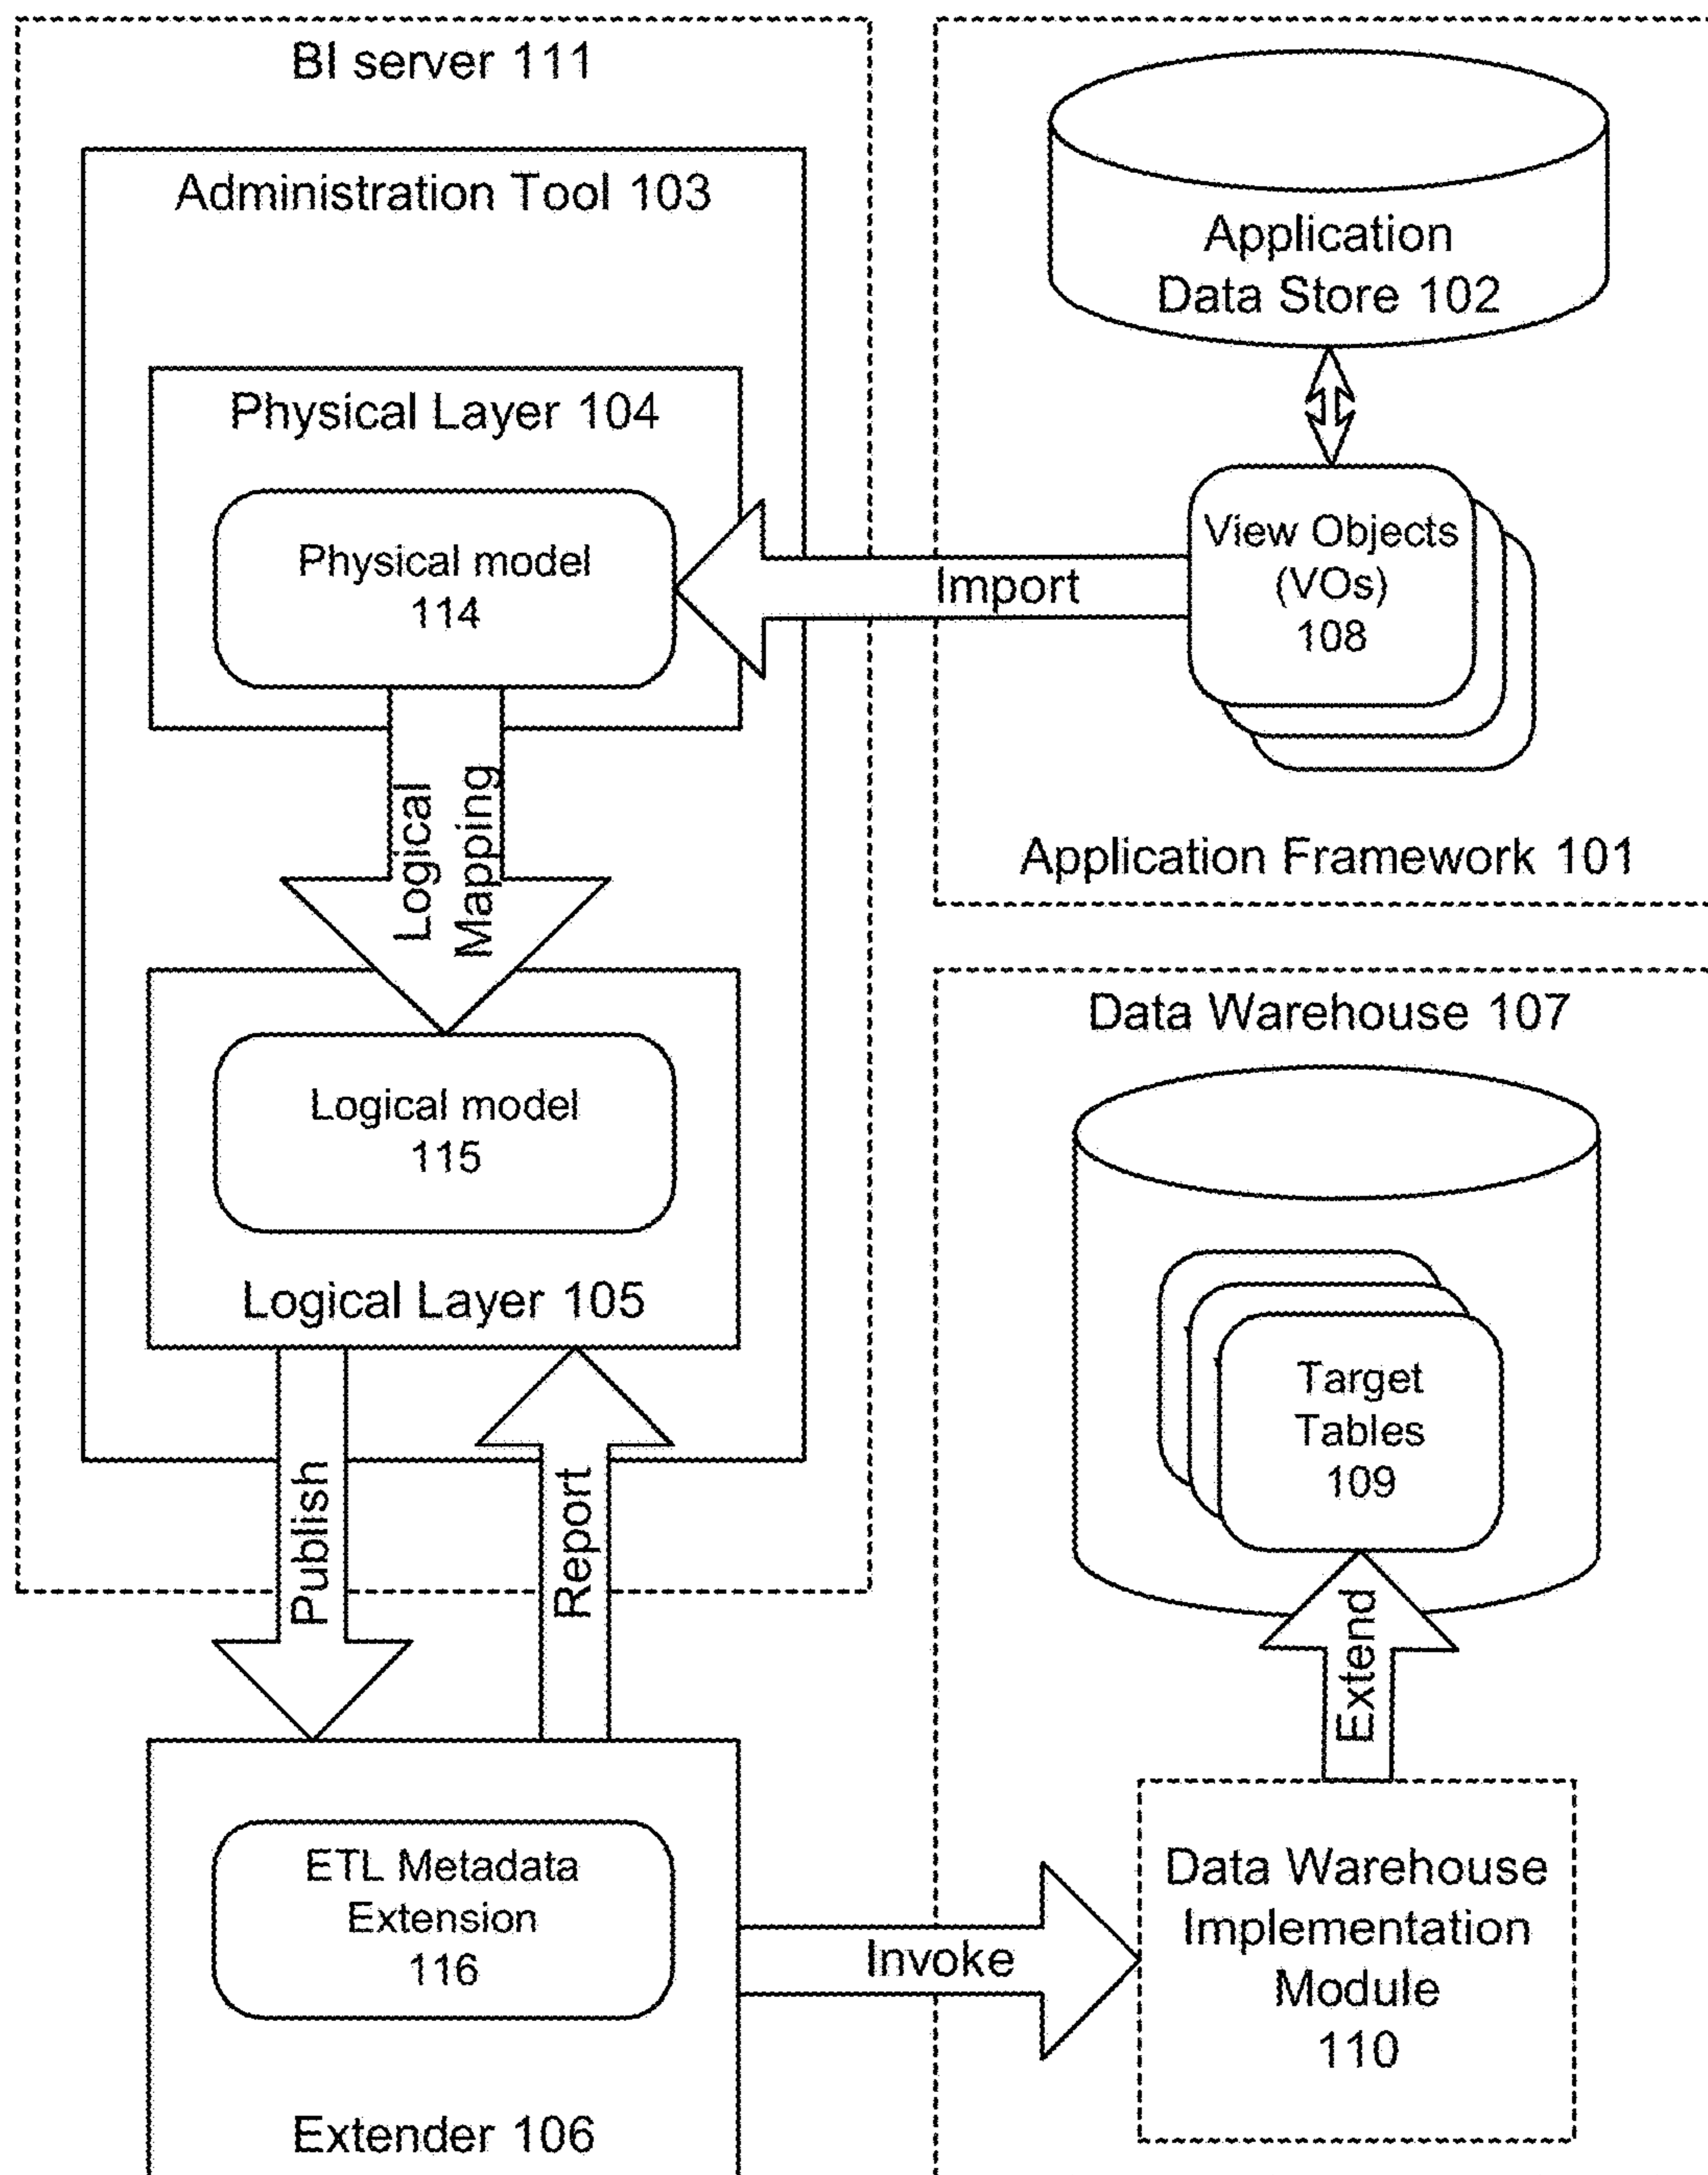 BI server 111
Administration Tool 103
Physical Layer 104
Physical model
114
Logical
Mapping
Logical model
115
Logical Layer 105
Publish
Report
ETL Metadata
Extension
116
Extender 106
Application
Data Store 102
View Objects
(VOs)
108
Import
Application Framework 101
Data Warehouse 107
Target
Tables
109
Extend
Invoke
Data Warehouse
Implementation
Module
110